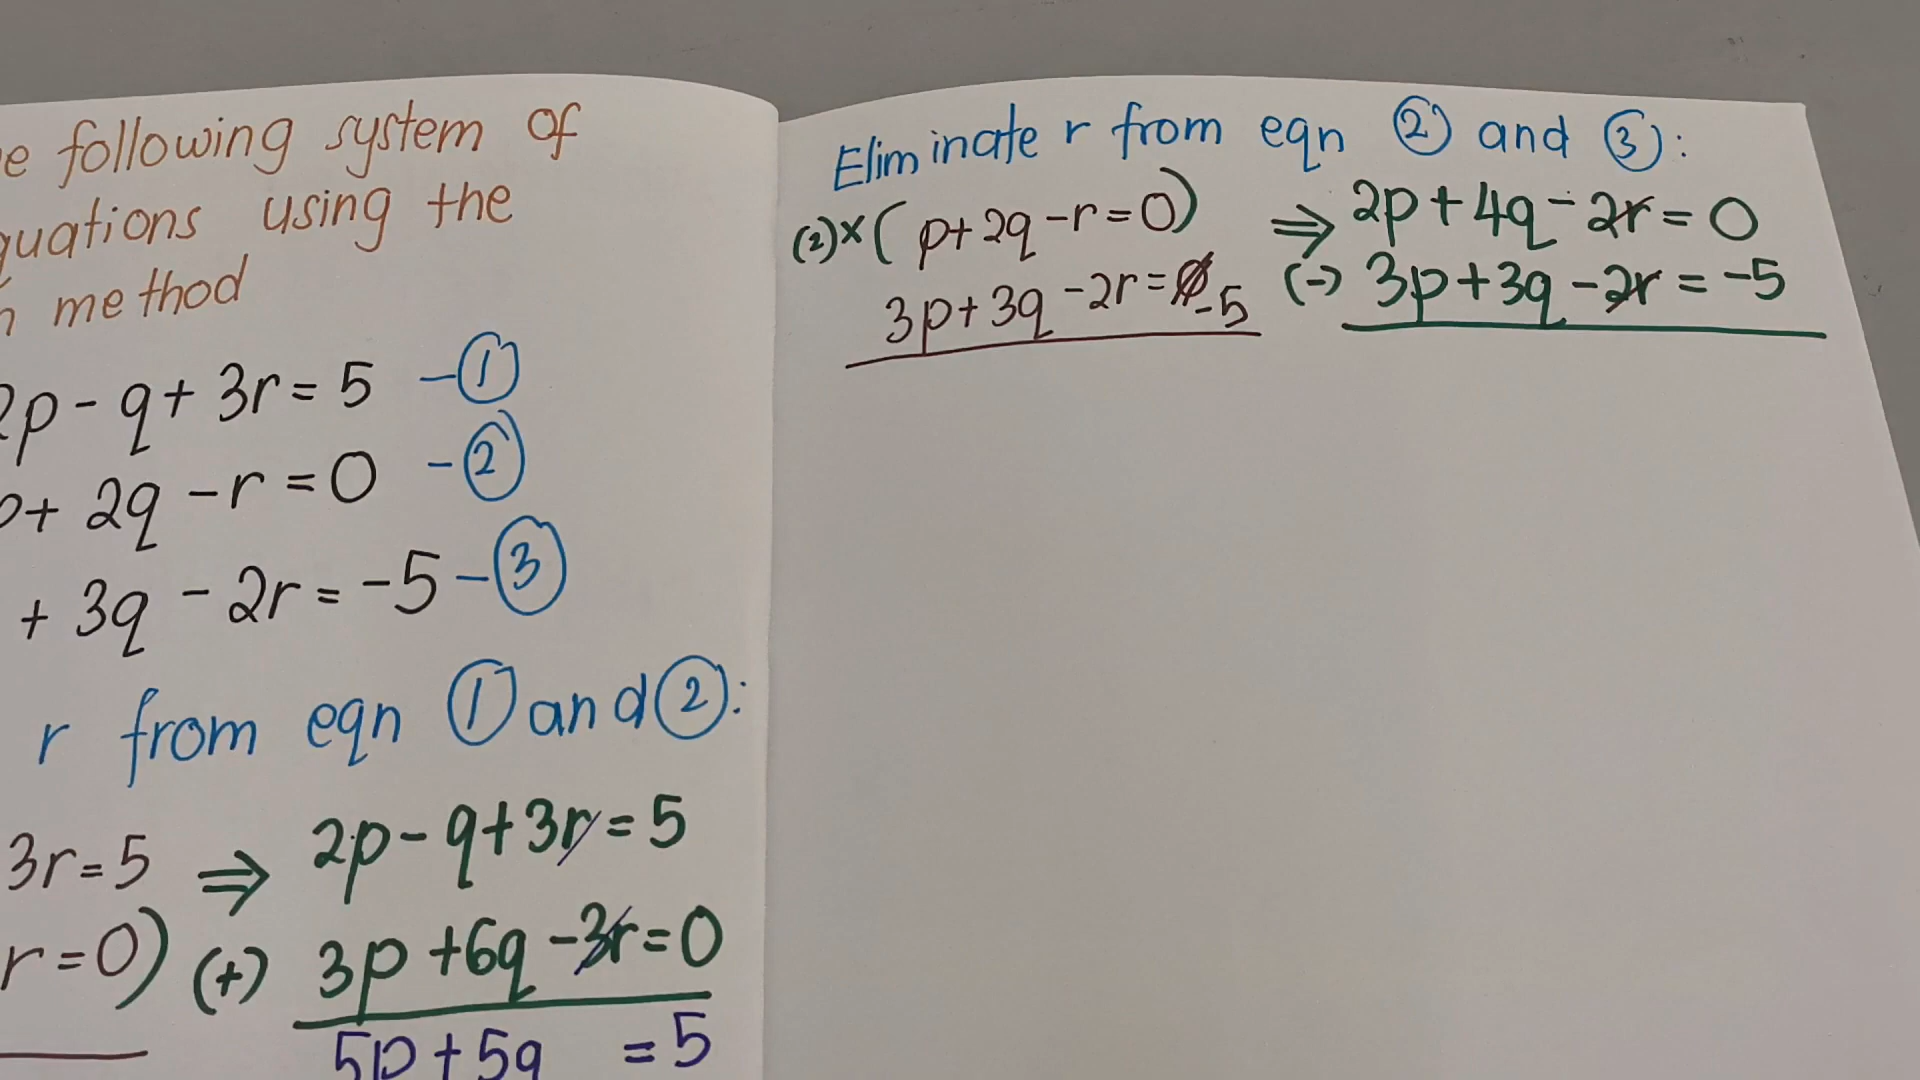 e following system of
quations using the
n method
2p - q + 3r = 5 - ①
p + 2q - r = 0 - ②
+ 3q - 2r = -5 - ③
r from eqn ① and ②:
3r = 5 ⇒ 2p - q + 3r = 5
r = 0) (+) 3p + 6q - 3r = 0
5p + 5q = 5
Eliminate r from eqn ② and ③:
(2)×( p + 2q - r = 0) ⇒ 2p + 4q - 2r = 0
3p + 3q - 2r = -5 (-) 3p + 3q - 2r = -5